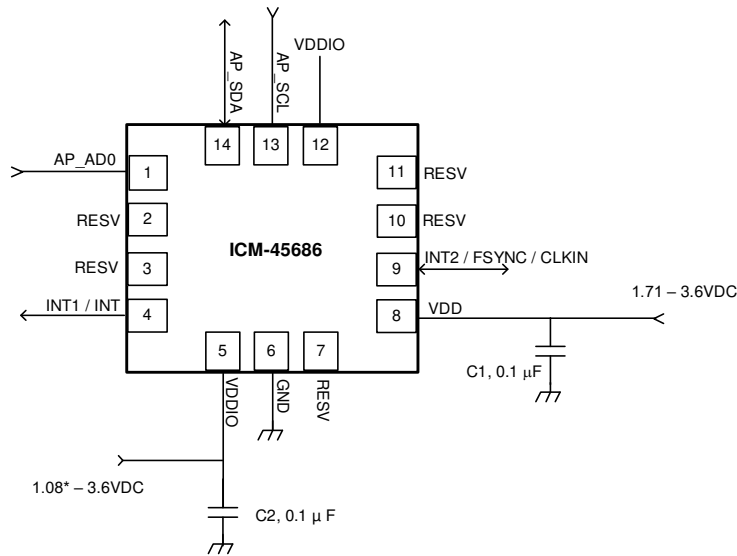 AP_SDA
AP_SCL
VDDIO
14
13
12
AP_AD0
1
11
RESV
RESV
2
10
RESV
ICM-45686
RESV
3
9
INT2 / FSYNC / CLKIN
INT1 / INT
4
8
VDD
1.71 – 3.6VDC
5
6
7
VDDIO
GND
RESV
C1, 0.1 μF
1.08* – 3.6VDC
C2, 0.1 μ F